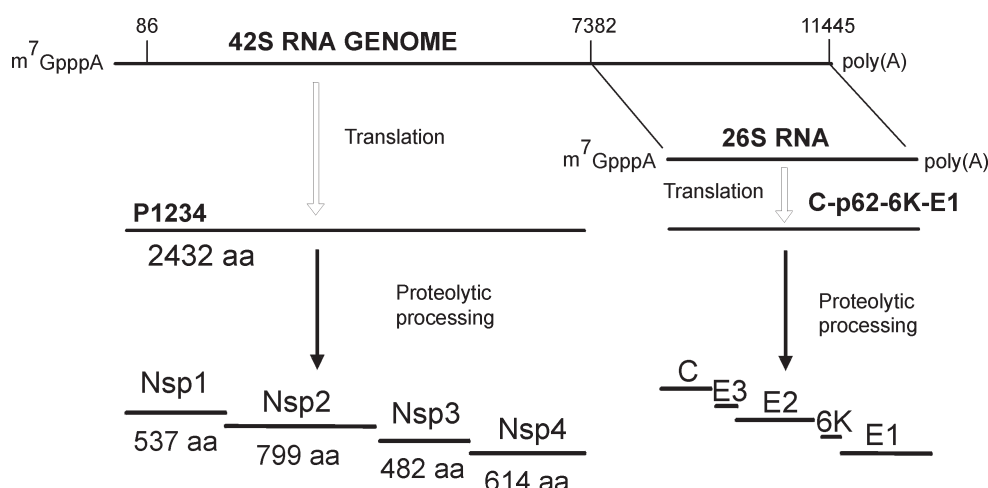 86
7382
11445
42S RNA GENOME
m7GpppA
poly(A)
Translation
26S RNA
m7GpppA
poly(A)
Translation
C-p62-6K-E1
P1234
2432 aa
Proteolytic
processing
Proteolytic
processing
Nsp1
Nsp2
Nsp3
Nsp4
537 aa
799 aa
482 aa
614 aa
C
E3
E2
6K
E1